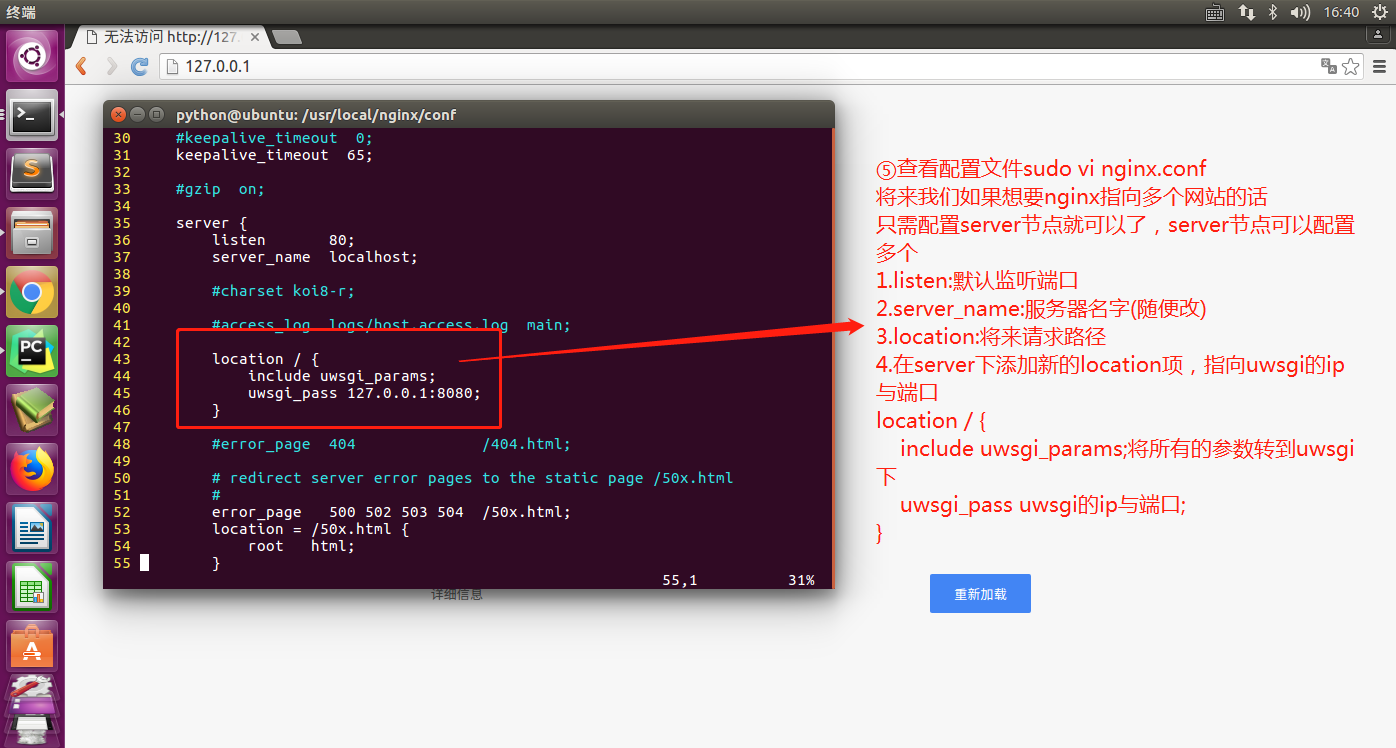 终端
16:40
无法访问 http://127.
127.0.0.1
python@ubuntu: /usr/local/nginx/conf
30 #keepalive_timeout  0;
31 keepalive_timeout  65;
32
33 #gzip  on;
34
35 server {
36 listen       80;
37 server_name  localhost;
38
39 #charset koi8-r;
40
41 #access_log  logs/host.access.log  main;
42
43 location / {
44 include uwsgi_params;
45 uwsgi_pass 127.0.0.1:8080;
46 }
47
48 #error_page  404              /404.html;
49
50 # redirect server error pages to the static page /50x.html
51 #
52 error_page   500 502 503 504  /50x.html;
53 location = /50x.html {
54 root   html;
55 }
55,1          31%
详细信息
⑤查看配置文件sudo vi nginx.conf
将来我们如果想要nginx指向多个网站的话
只需配置server节点就可以了，server节点可以配置
多个
1.listen:默认监听端口
2.server_name:服务器名字(随便改)
3.location:将来请求路径
4.在server下添加新的location项，指向uwsgi的ip
与端口
location / {
include uwsgi_params;将所有的参数转到uwsgi
下
uwsgi_pass uwsgi的ip与端口;
}
重新加载